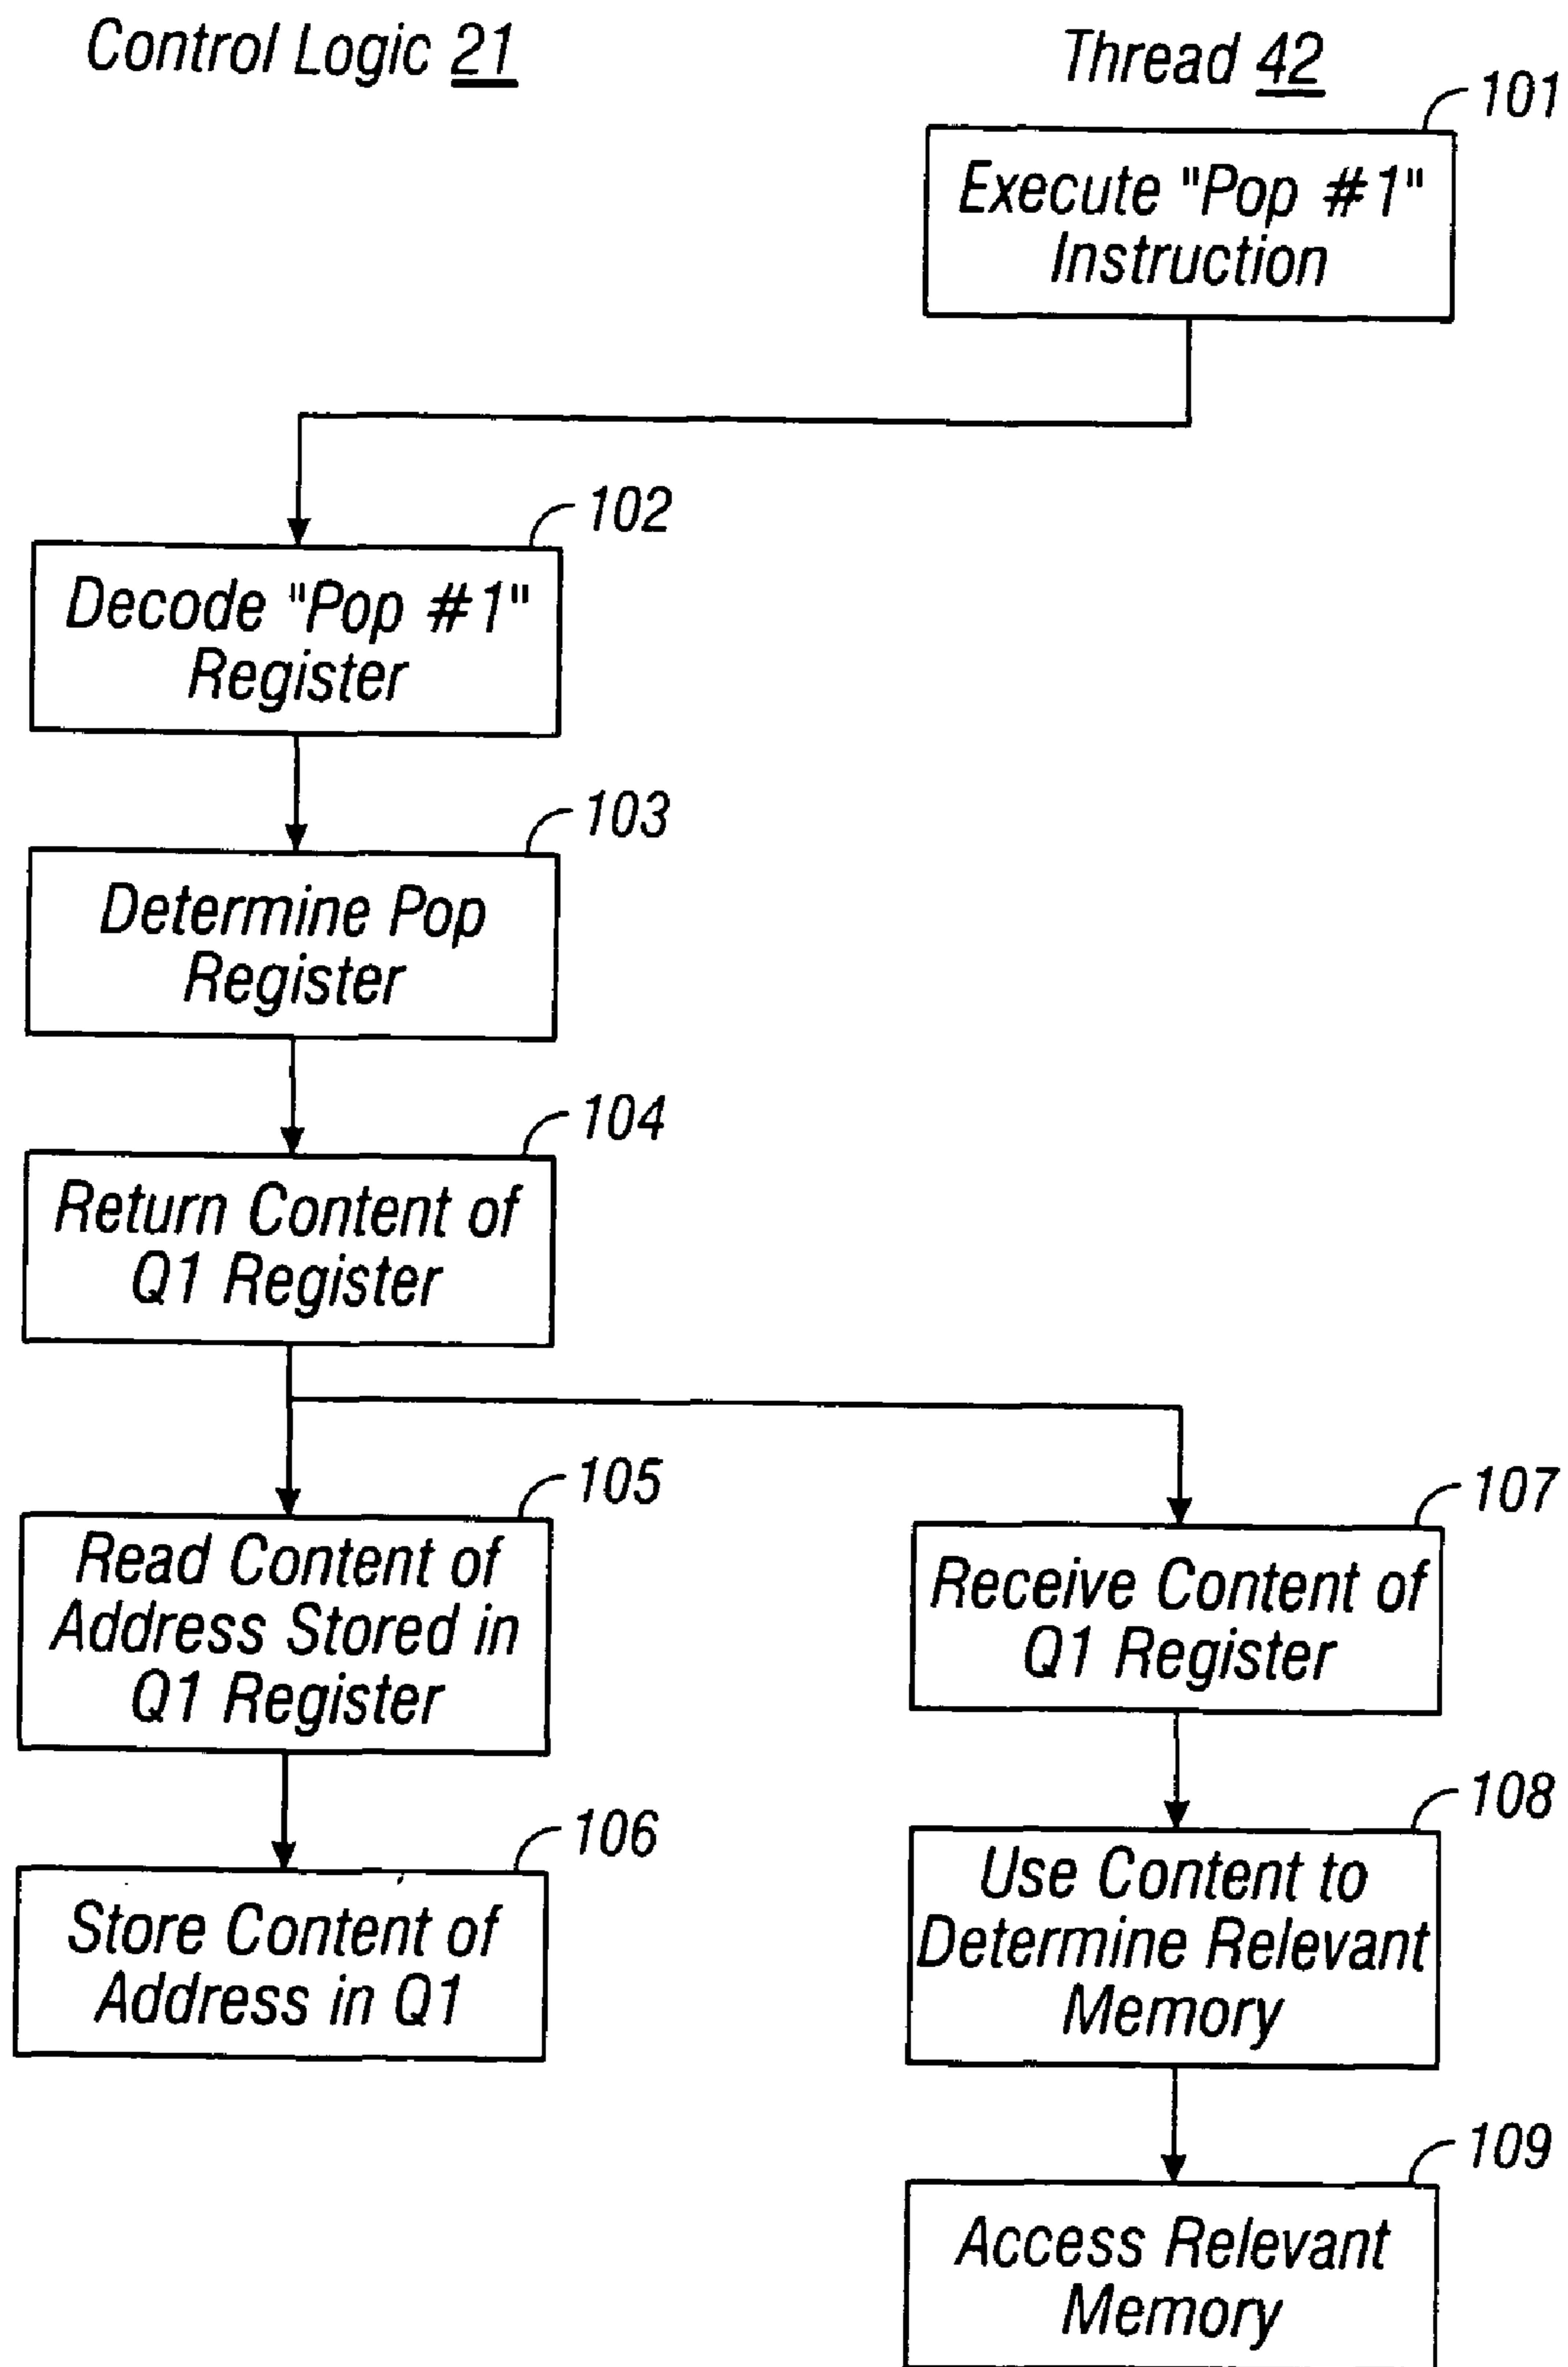 Control Logic 21
Thread 42
101
Execute "Pop #1"
Instruction
102
Decode "Pop #1"
Register
103
Determine Pop
Register
104
Return Content of
Q1 Register
105
Read Content of
Address Stored in
Q1 Register
106
Store Content of
Address in Q1
107
Receive Content of
Q1 Register
108
Use Content to
Determine Relevant
Memory
109
Access Relevant
Memory